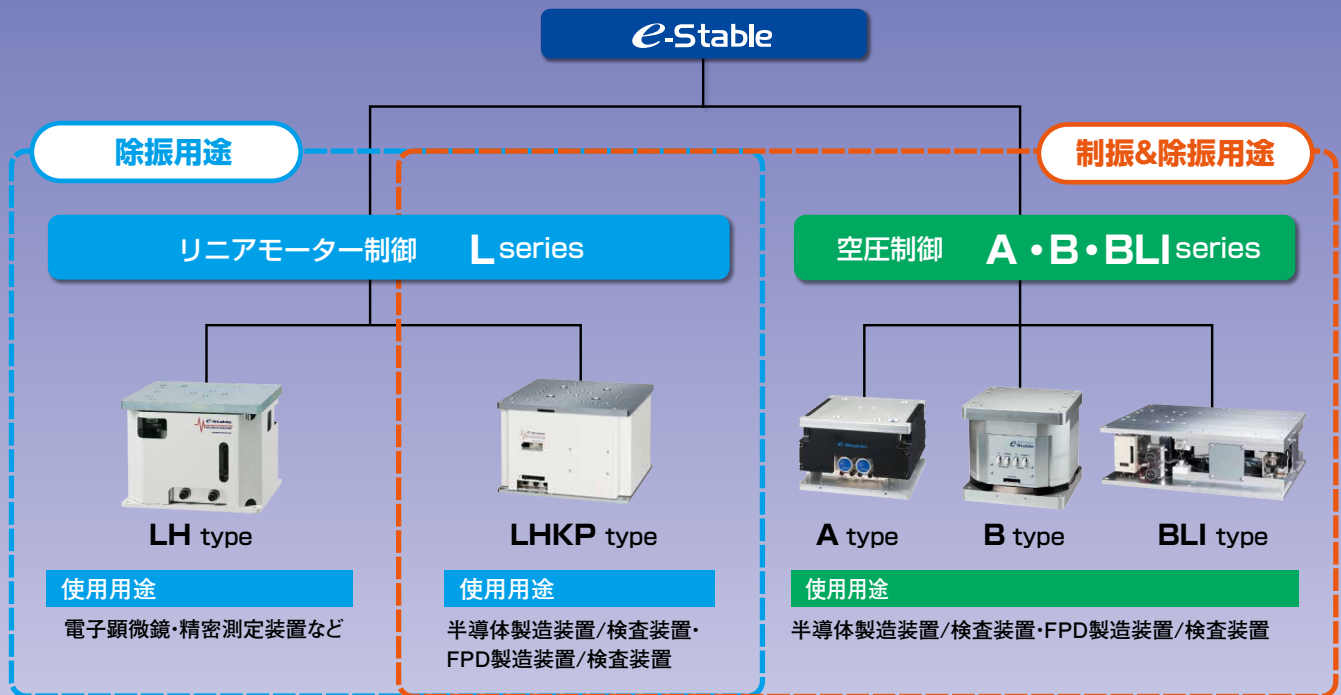 e-Stable
除振用途
制振&除振用途
リニアモーター制御 L series
空圧制御 A・B・BLI series
e-Stable
e-Stable
LH type
LHKP type
A type
B type
BLI type
使用用途
電子顕微鏡・精密測定装置など
使用用途
半導体製造装置/検査装置・
FPD製造装置/検査装置
使用用途
半導体製造装置/検査装置・FPD製造装置/検査装置